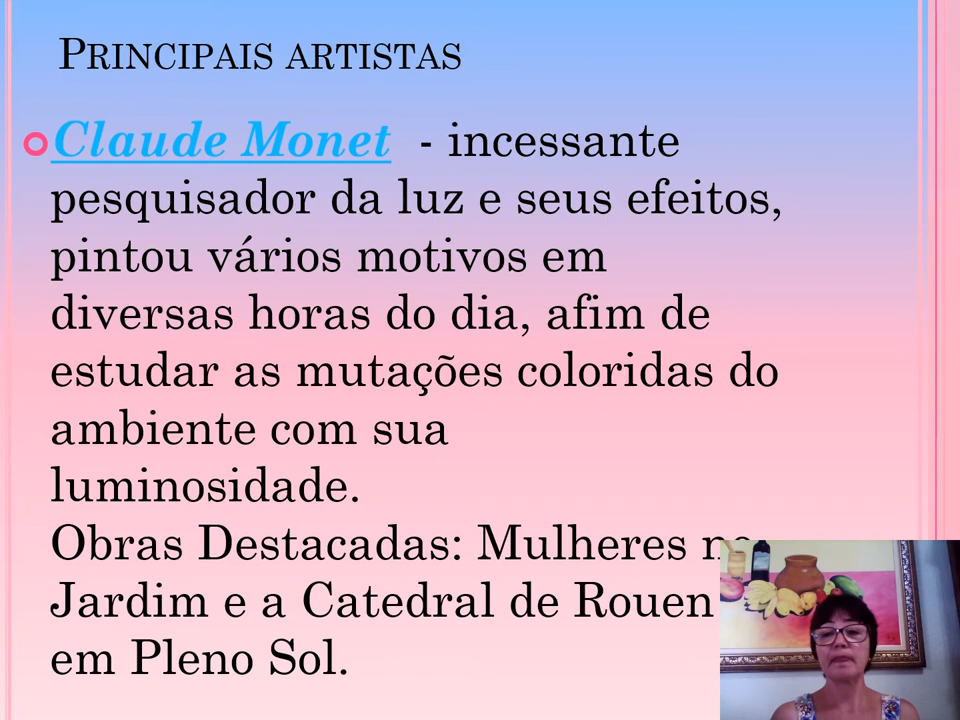 PRINCIPAIS ARTISTAS
Claude Monet - incessante
pesquisador da luz e seus efeitos,
pintou vários motivos em
diversas horas do dia, afim de
estudar as mutações coloridas do
ambiente com sua
luminosidade.
Obras Destacadas: Mulheres no
Jardim e a Catedral de Rouen
em Pleno Sol.